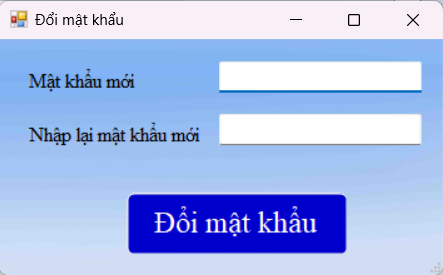 Đổi mật khẩu
Mật khẩu mới
Nhập lại mật khẩu mới
Đổi mật khẩu